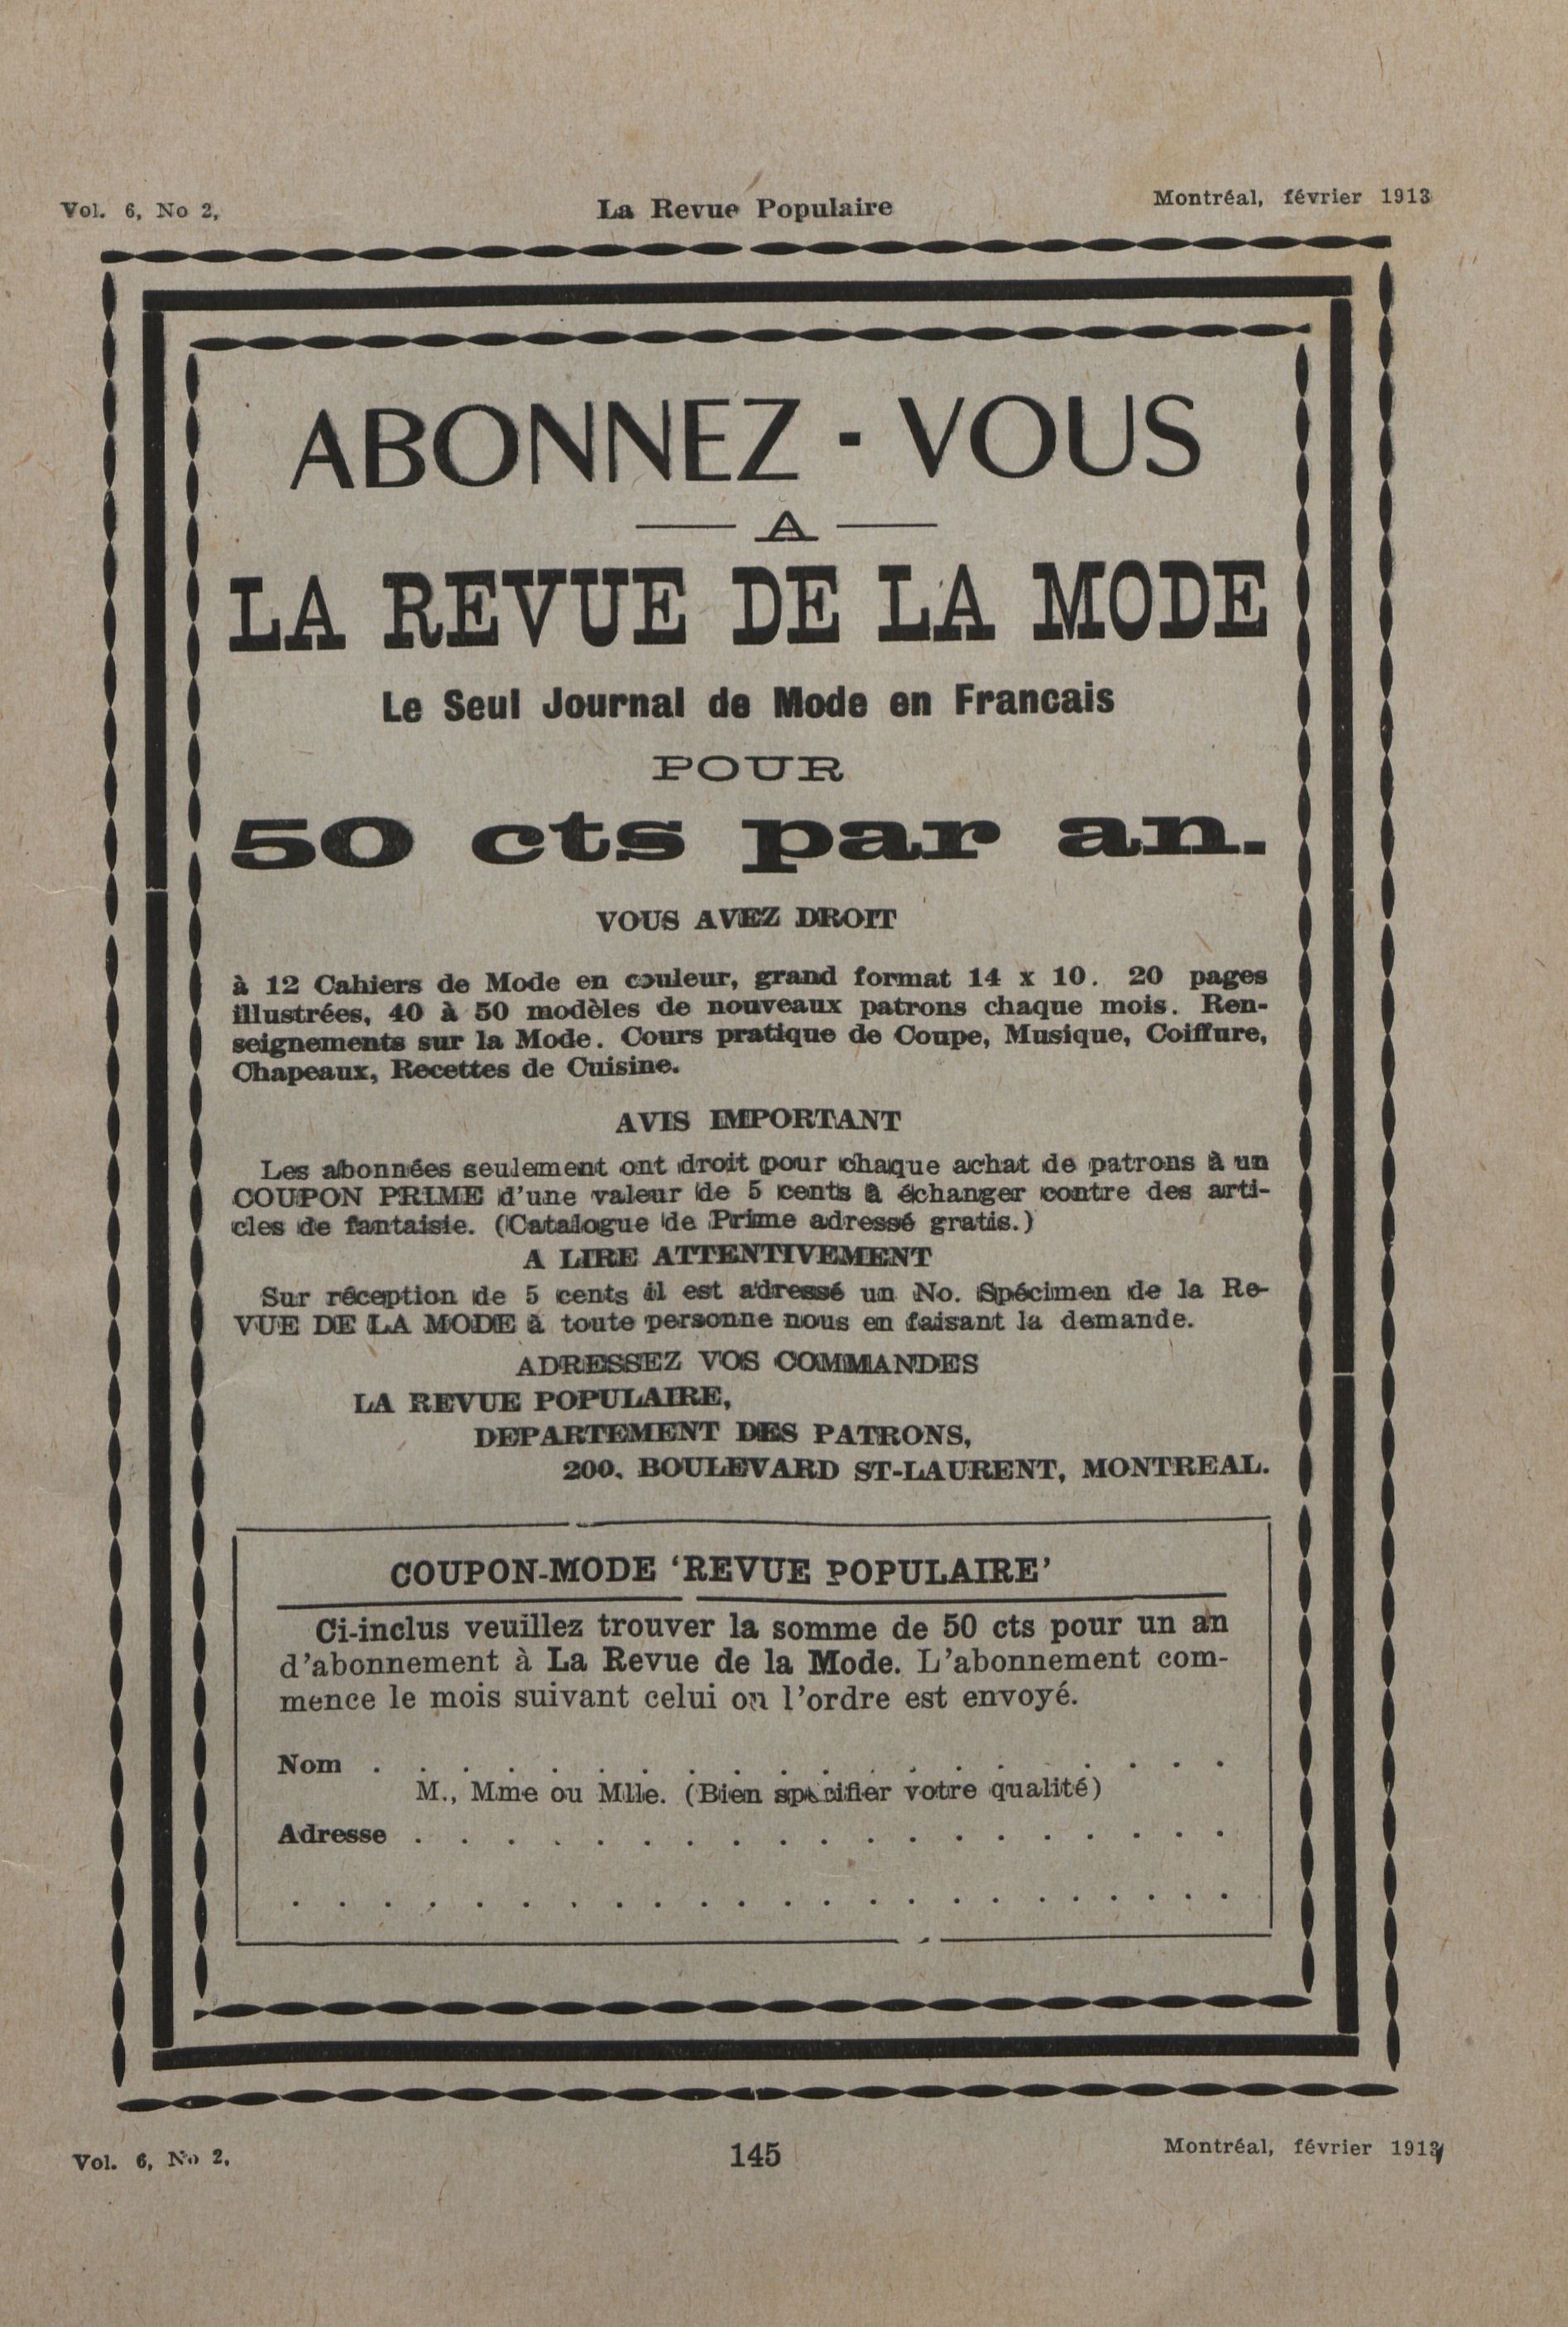 Vol. 6, No 2,
La Revue Populaire
Montréal, février 1913
ABONNEZ - VOUS
A
LA REVUE DE LA MODE
Le Seul Journal de Mode en Francais
POUR
50 cts par an.
VOUS AVEZ DROIT
à 12 Cahiers de Mode en couleur, grand format 14 x 10. 20 pages
illustrées, 40 à 50 modèles de nouveaux patrons chaque mois. Ren-
seignements sur la Mode. Cours pratique de Coupe, Musique, Coiffure,
Chapeaux, Recettes de Cuisine.
AVIS IMPORTANT
Les abonnées seulement ont droit pour chaque achat de patrons à un
COUPON PRIME d'une valeur de 5 cents à échanger contre des arti-
cles de fantaisie. (Catalogue de Prime adressé gratis.)
A LIRE ATTENTIVEMENT
Sur réception de 5 cents il est adressé un No. Spécimen de la Re-
VUE DE LA MODE à toute personne nous en faisant la demande.
ADRESSEZ VOS COMMANDES
LA REVUE POPULAIRE,
DEPARTEMENT DES PATRONS,
200, BOULEVARD ST-LAURENT, MONTREAL.
COUPON-MODE 'REVUE POPULAIRE'
Ci-inclus veuillez trouver la somme de 50 cts pour un an
d'abonnement à La Revue de la Mode. L'abonnement com-
mence le mois suivant celui ou l'ordre est envoyé.
Nom . . . . . . . . . . . . . . . . . . . .
M., Mme ou Mlle. (Bien spécifier votre qualité)
Adresse . . . . . . . . . . . . . . . . . . .
. . . . . . . . . . . . . . . . . . . . .
Vol. 6, No 2,
145
Montréal, février 1913